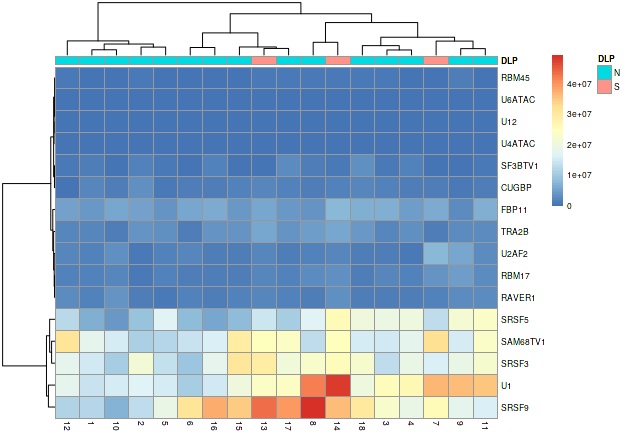 DLP
RBM45
U6ATAC
U12
U4ATAC
SF3BTV1
CUGBP
FBP11
TRA2B
U2AF2
RBM17
RAVER1
SRSF5
SAM68TV1
SRSF3
U1
SRSF9
12 1 10 2 5 6 16 15 13 17 8 14 18 3 4 7 9 11
4e+07
3e+07
2e+07
1e+07
0
DLP
N
S